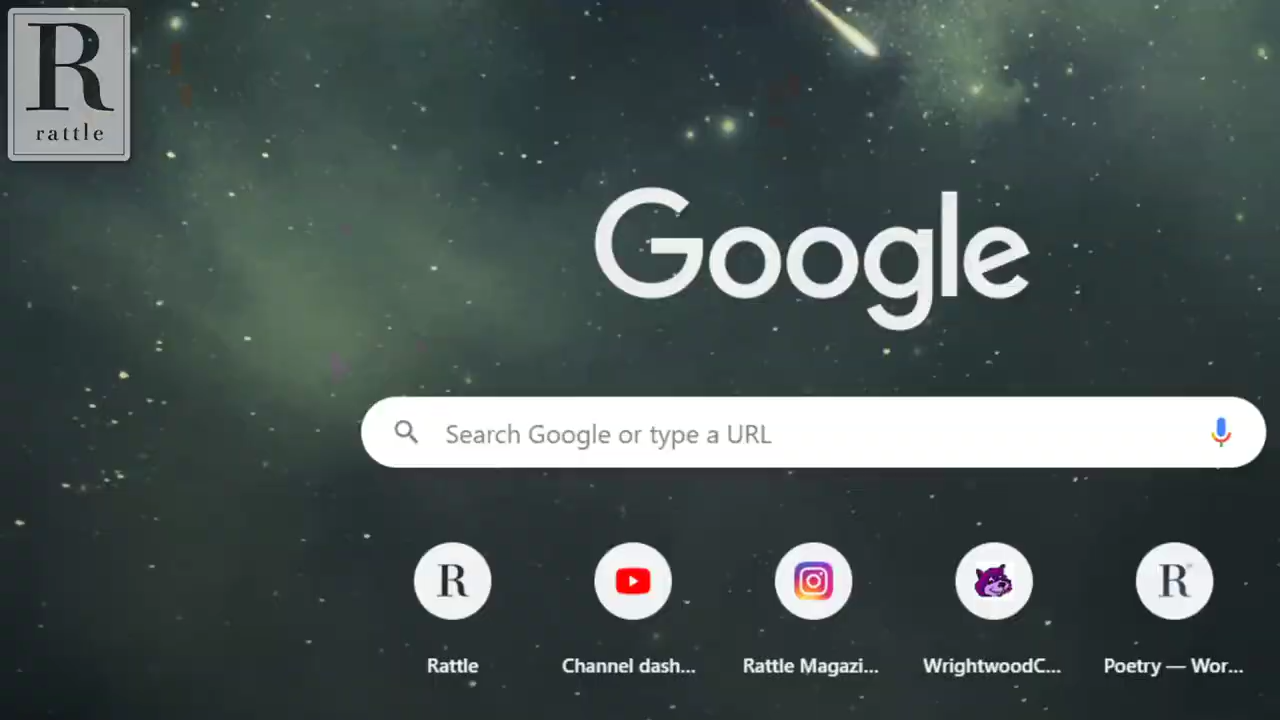 R
rattle
Google
Search Google or type a URL
R
R
Rattle
Channel dash...
Rattle Magazi...
WrightwoodC...
Poetry — Wor...